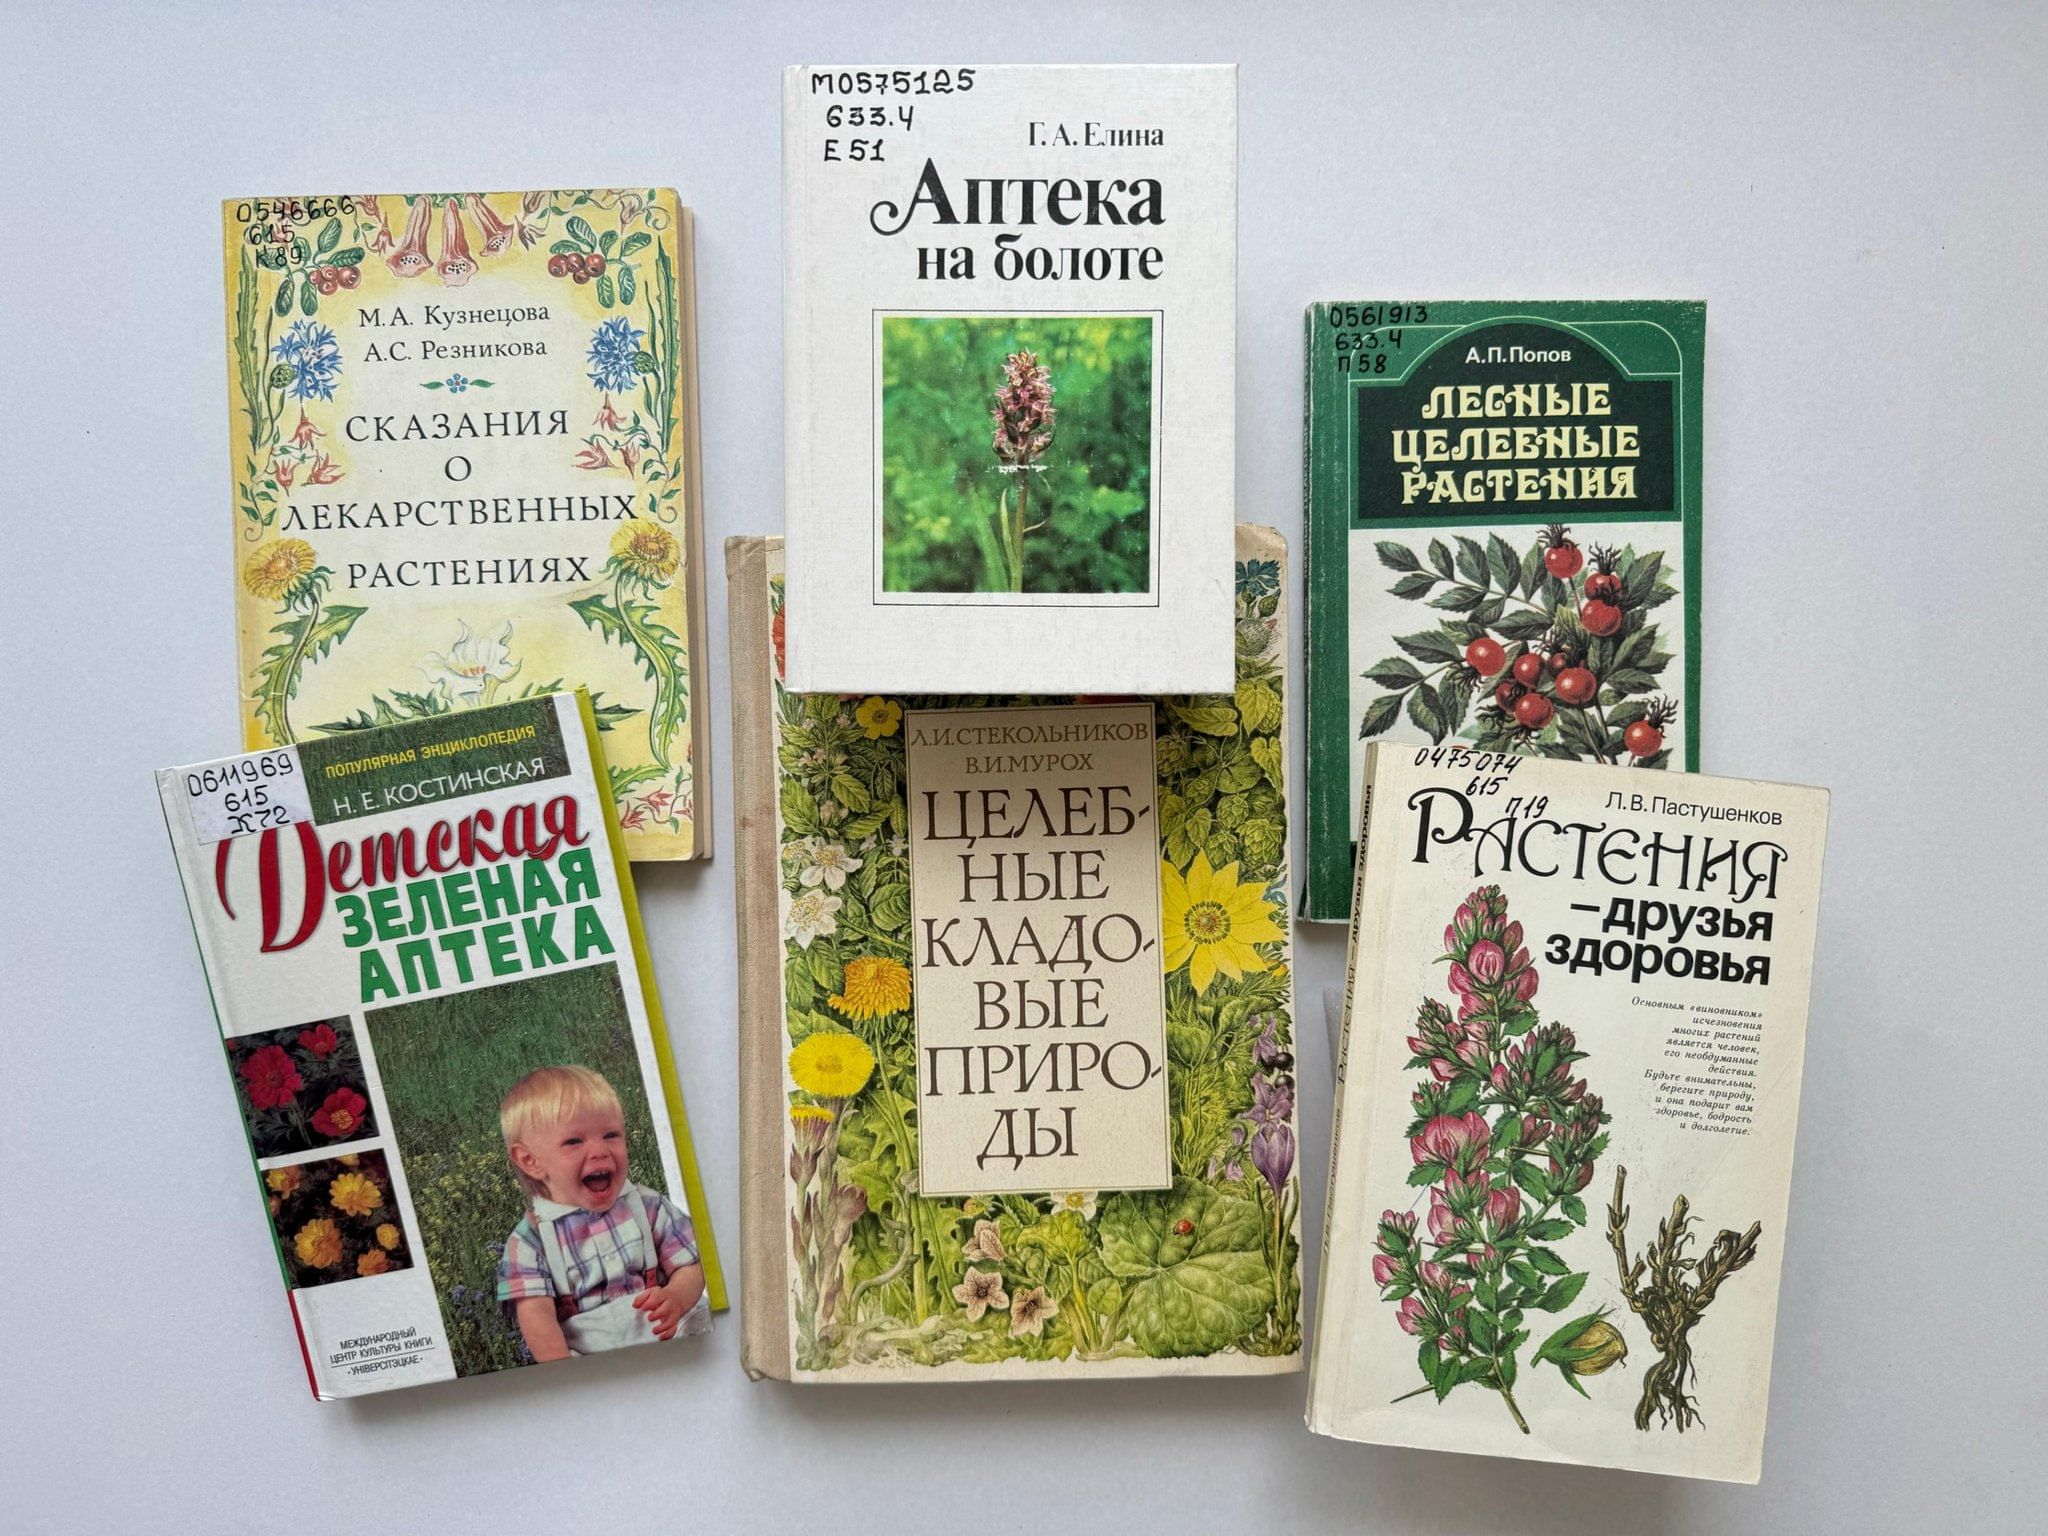 М0575125
633.4
Е51
Г. А. Елина
Аптека
на болоте
0546666
615
К89
М. А. Кузнецова
А.С. Резникова
СКАЗАНИЯ
О
ЛЕКАРСТВЕННЫХ
РАСТЕНИЯХ
0561913
633.4
П58
А.П.Попов
ЛЕСНЫЕ
ЦЕЛЕБНЫЕ
РАСТЕНИЯ
0611969
615
К72
ПОПУЛЯРНАЯ ЭНЦИКЛОПЕДИЯ
Н. Е. КОСТИНСКАЯ
Детская
ЗЕЛЕНАЯ
АПТЕКА
МЕЖДУНАРОДНЫЙ
ЦЕНТР КУЛЬТУРЫ КНИГИ
·УНІВЕРСІТЭЦКАЕ·
Л.И.СТЕКОЛЬНИКОВ
В.И.МУРОХ
ЦЕЛЕБ-
НЫЕ
КЛАДО-
ВЫЕ
ПРИРО-
ДЫ
0475074
615
П19
Л. В. Пастушенков
РАСТЕНИЯ
–друзья
здоровья
Основным «виновником»
исчезновения
многих растений
является человек,
его необдуманные
действия.
Будьте внимательны,
берегите природу,
и она подарит вам
здоровье, бодрость
и долголетие.